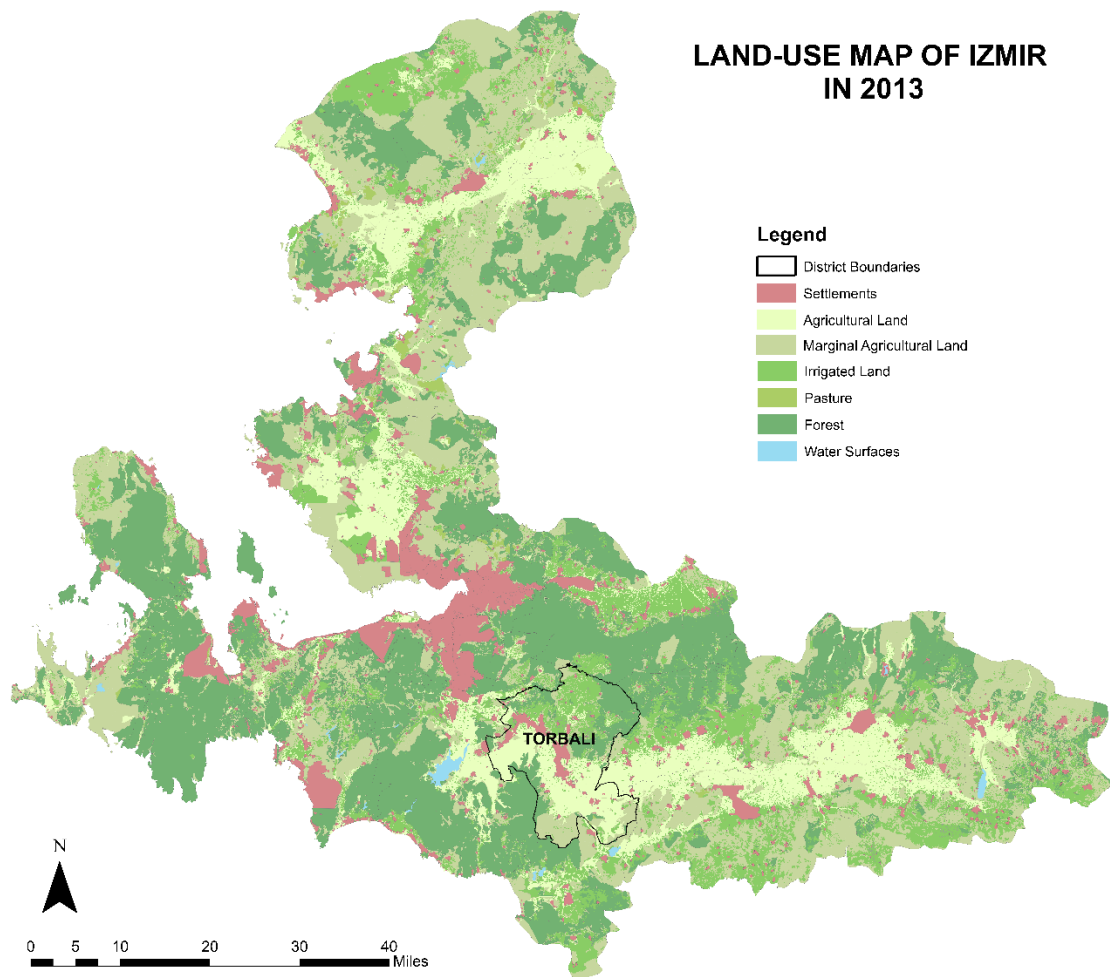 LAND-USE MAP OF IZMIR
IN 2013
Legend
District Boundaries
Settlements
Agricultural Land
Marginal Agricultural Land
Irrigated Land
Pasture
Forest
Water Surfaces
TORBALI
N
0 5 10 20 30 40
Miles